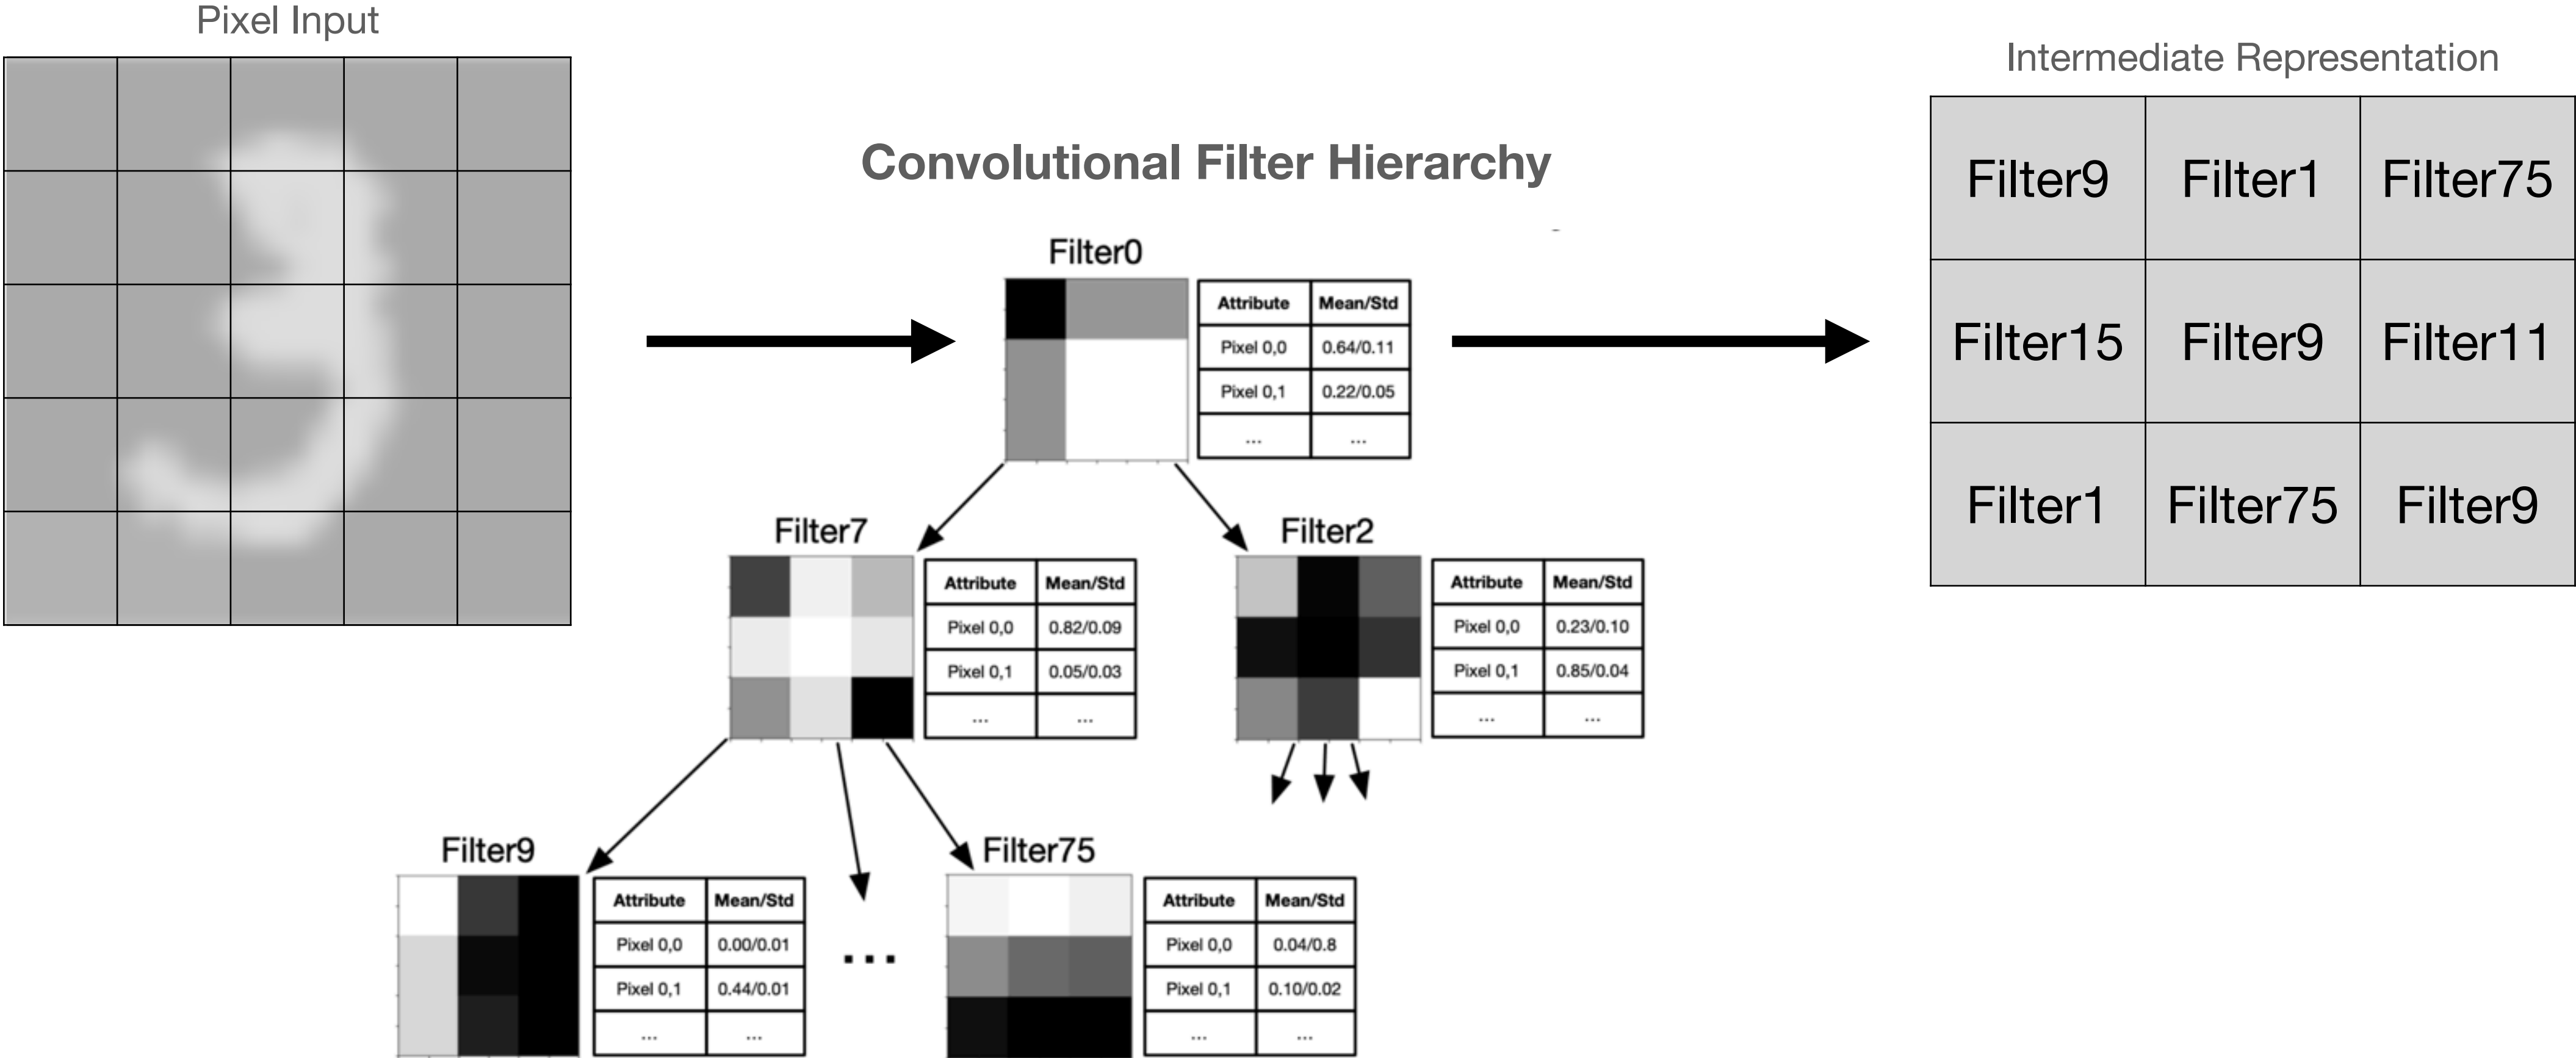 Pixel Input
Intermediate Representation
Convolutional Filter Hierarchy
Filter9 Filter1 Filter75
Filter15 Filter9 Filter11
Filter1 Filter75 Filter9
Filter0
Attribute Mean/Std
Pixel 0,0 0.64/0.11
Pixel 0,1 0.22/0.05
... ...
Filter7
Attribute Mean/Std
Pixel 0,0 0.82/0.09
Pixel 0,1 0.05/0.03
... ...
Filter2
Attribute Mean/Std
Pixel 0,0 0.23/0.10
Pixel 0,1 0.85/0.04
... ...
Filter9
Attribute Mean/Std
Pixel 0,0 0.00/0.01
Pixel 0,1 0.44/0.01
... ...
...
Filter75
Attribute Mean/Std
Pixel 0,0 0.04/0.8
Pixel 0,1 0.10/0.02
... ...